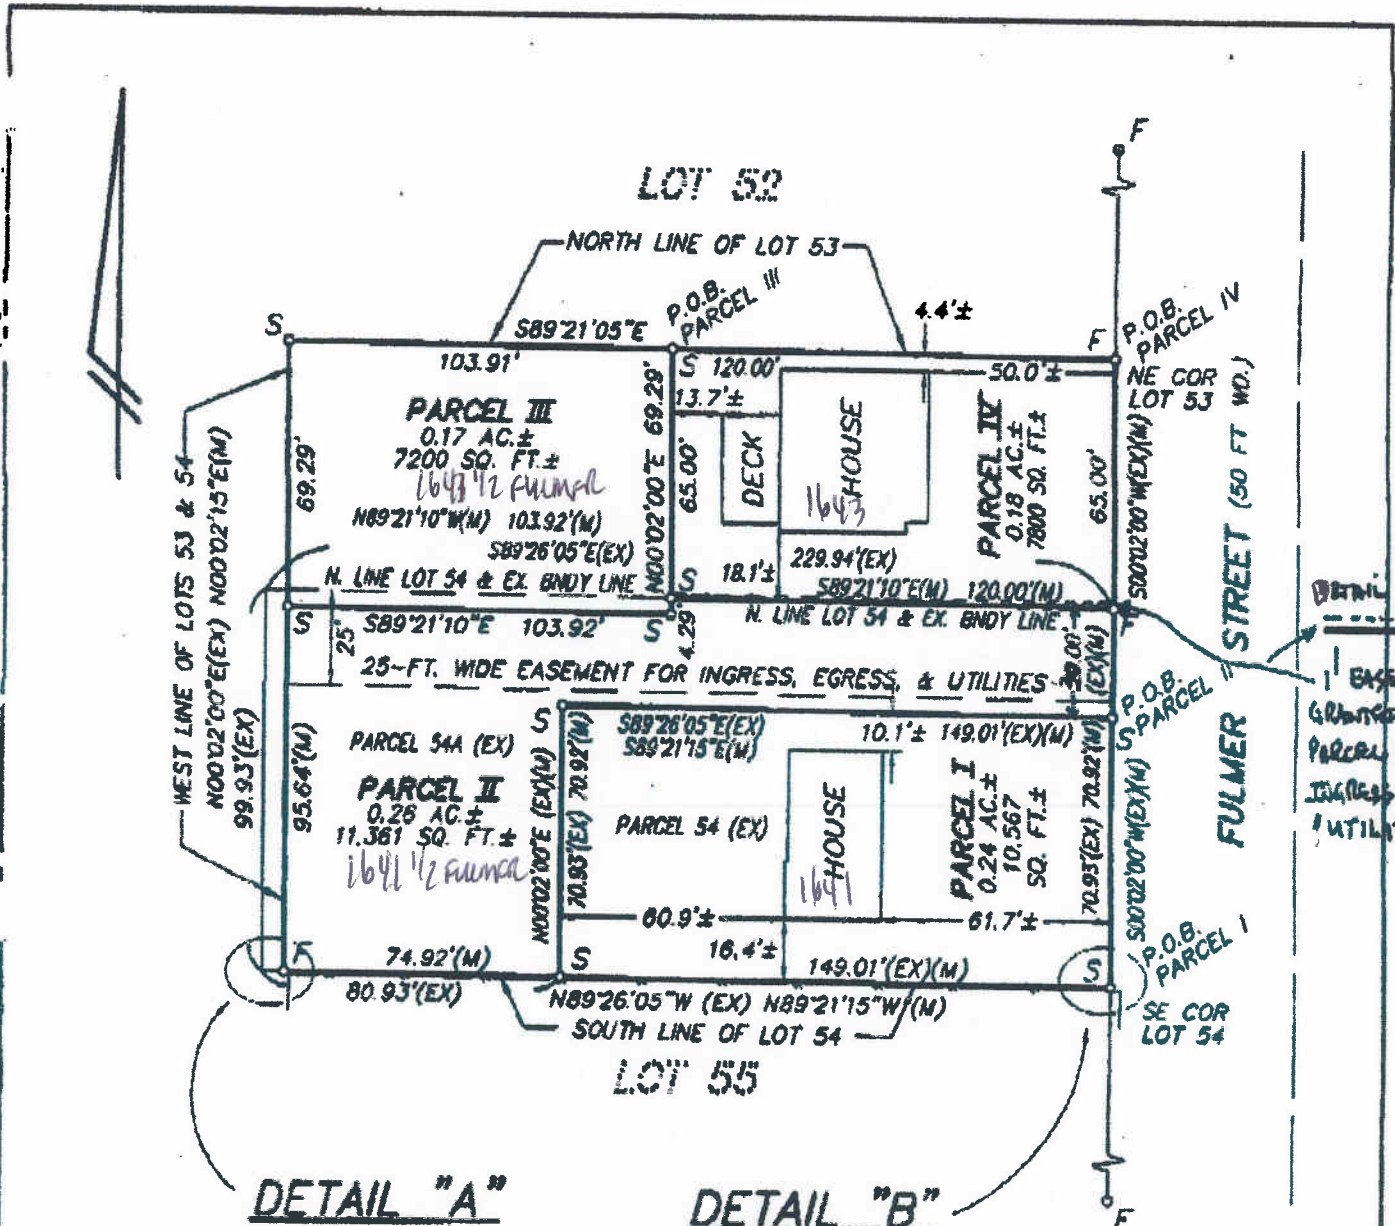 LOT 52
NORTH LINE OF LOT 53
F
P.O.B.
PARCEL III
4.4'±
P.O.B.
PARCEL IV
S
S89°21'05"E
F
103.91'
S
120.00'
50.0'±
NE COR
LOT 53
13.7'±
PARCEL III
0.17 AC.±
7200 SQ. FT.±
1643 1/2 FULMER
N89°21'10"W(M) 103.92'(M)
S89°26'05"E(EX)
N. LINE LOT 54 & EX. BNDY LINE
69.29'
N00°02'00"E 69.29'
65.00'
DECK
HOUSE
1643
PARCEL IV
0.18 AC.±
7800 SQ. FT.±
65.00'
S00°02'00"W(EX)(M)
FULMER STREET (50 FT WD.)
WEST LINE OF LOTS 53 & 54
N00°02'00"E(EX) N00°02'15"E(M)
99.93'(EX)
95.64'(M)
18.1'±
229.94'(EX)
S89°21'10"E(M) 120.00'(M)
N. LINE LOT 54 & EX. BNDY LINE
S
S
F
S89°21'10"E 103.92'
S
4.29'
25'
(EX)(M)
DETAIL
25-FT. WIDE EASEMENT FOR INGRESS, EGRESS, & UTILITIES
P.O.B.
PARCEL II
S
S
S89°26'05"E(EX)
S89°21'15"E(M)
10.1'±
149.01'(EX)(M)
PARCEL 54A (EX)
PARCEL II
0.26 AC.±
11,361 SQ. FT.±
1641 1/2 FULMER
N00°02'00"E (EX)(M)
70.93'(EX) 70.92'(M)
PARCEL 54 (EX)
HOUSE
1641
PARCEL I
0.24 AC.±
10,567
SQ. FT.±
70.93'(EX) 70.92'(M)
S00°02'00"W(EX)(M)
60.9'±
61.7'±
16.4'±
P.O.B.
PARCEL I
F
74.92'(M)
S
149.01'(EX)(M)
S
80.93'(EX)
N89°26'05"W (EX) N89°21'15"W(M)
SOUTH LINE OF LOT 54
SE COR
LOT 54
LOT 55
DETAIL "A"
DETAIL "B"
F